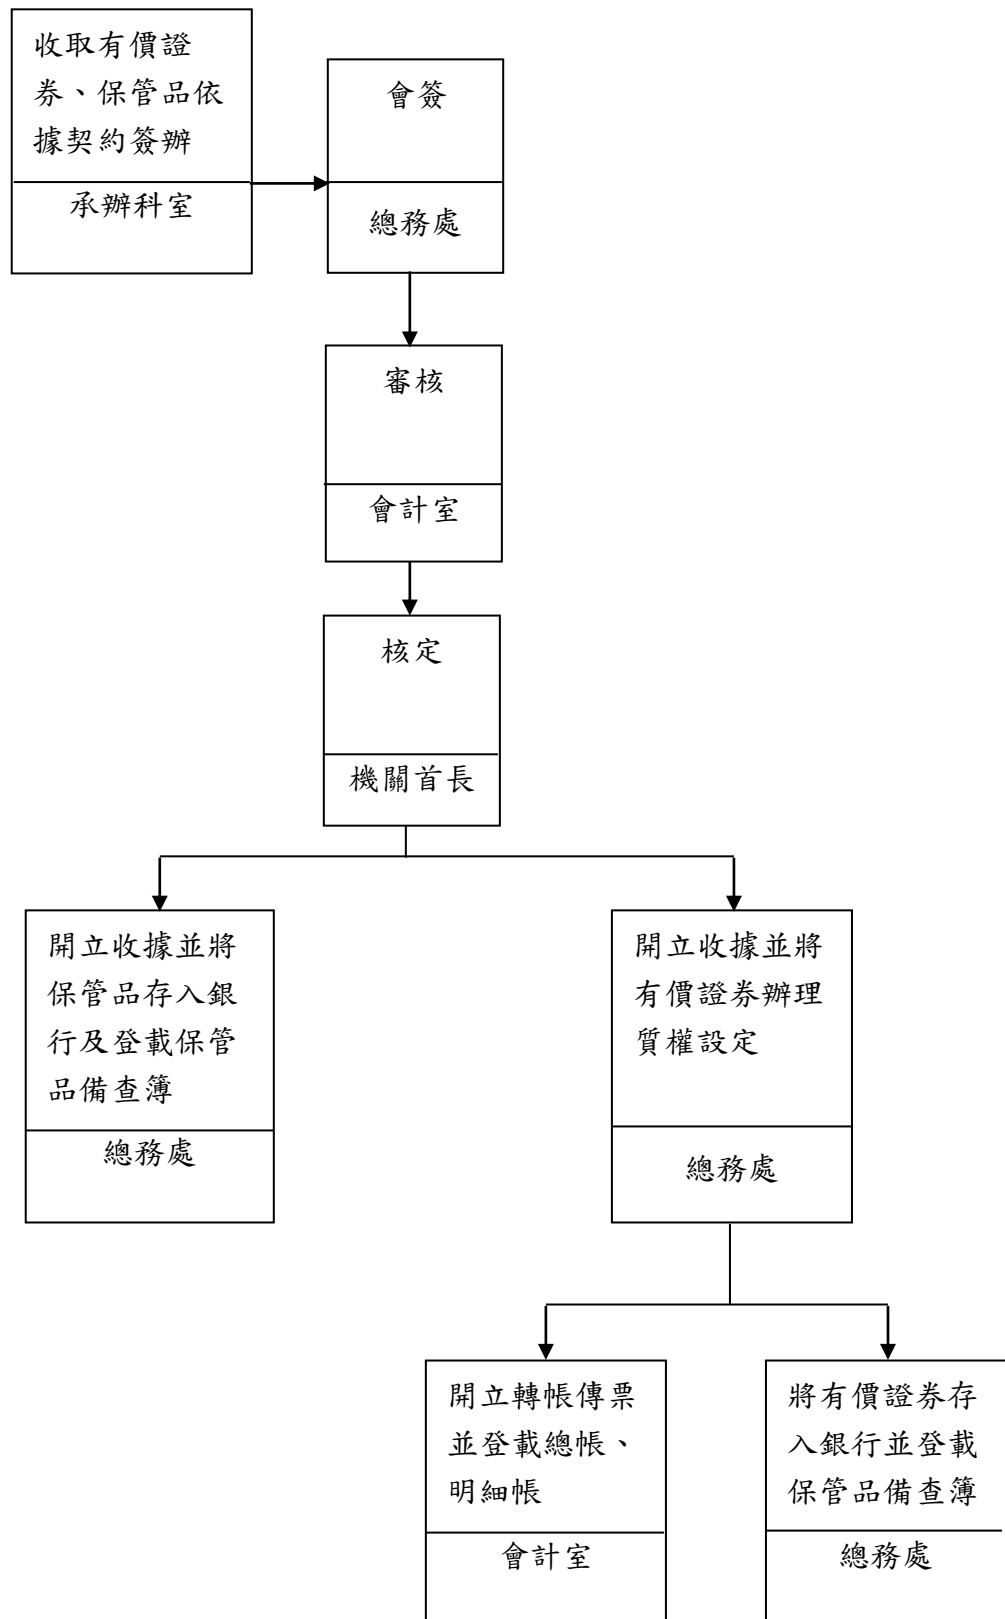 收取有價證
券、保管品依
據契約簽辦
承辦科室
會簽
總務處
審核
會計室
核定
機關首長
開立收據並將
保管品存入銀
行及登載保管
品備查簿
總務處
開立收據並將
有價證券辦理
質權設定
總務處
開立轉帳傳票
並登載總帳、
明細帳
會計室
將有價證券存
入銀行並登載
保管品備查簿
總務處